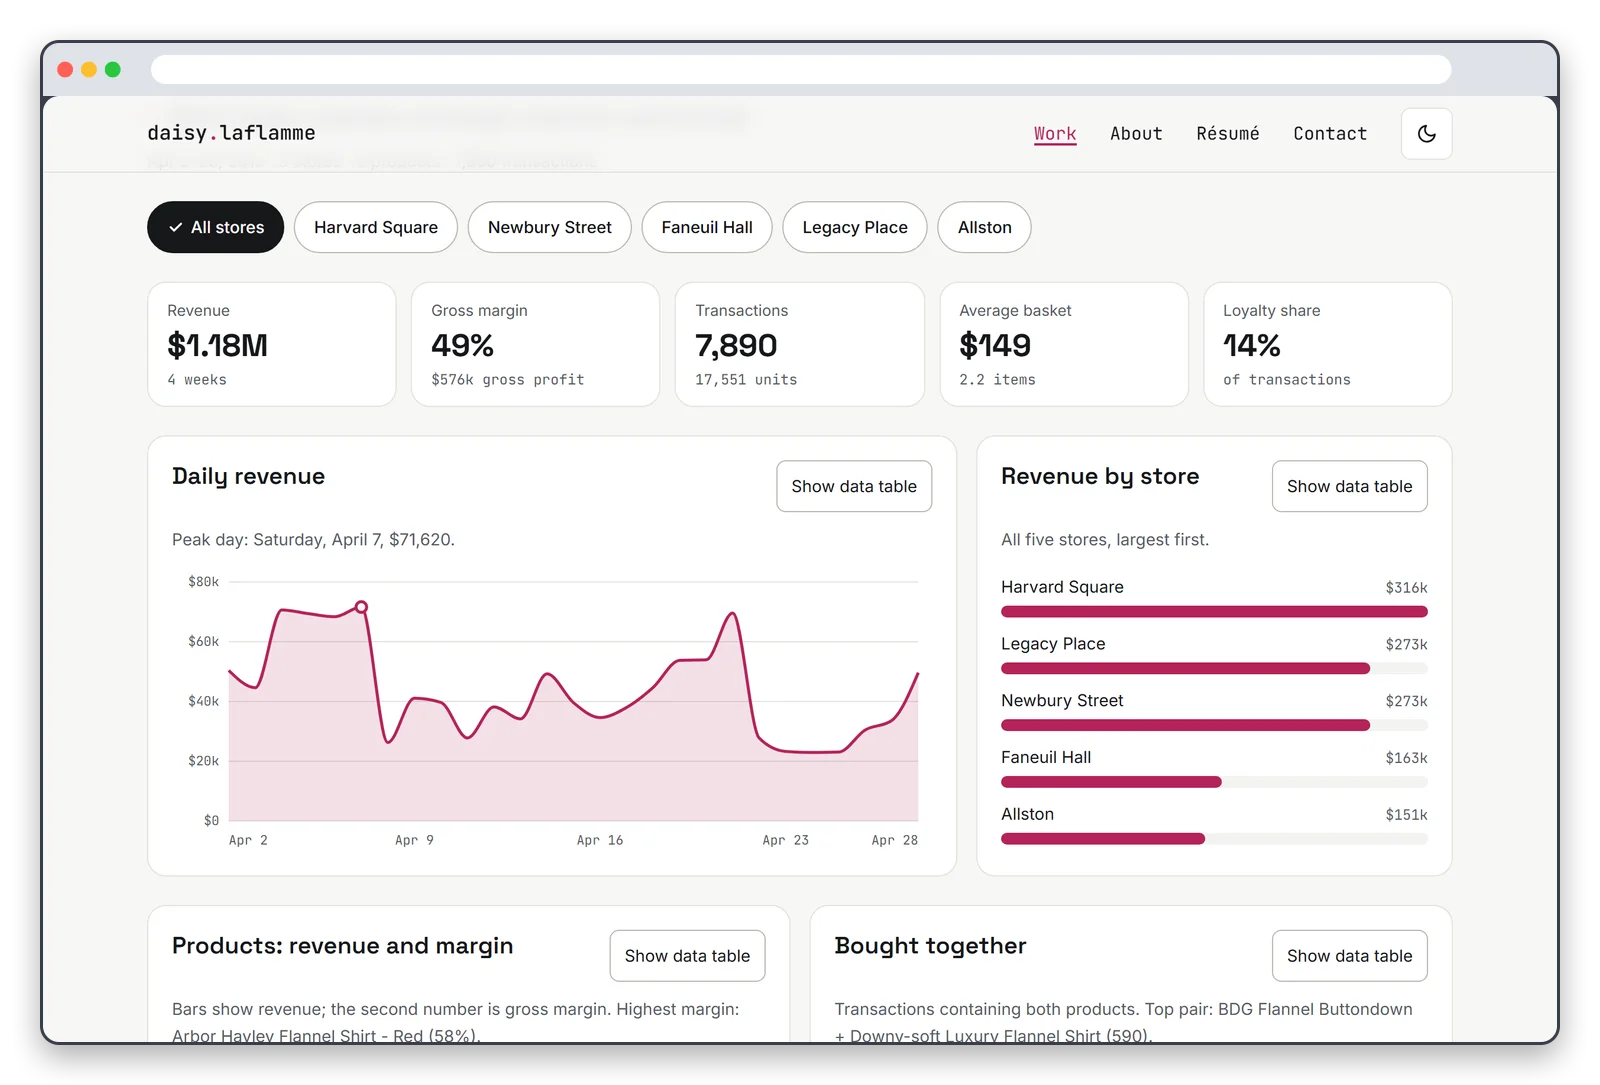 daisy.laflamme
Work About Résumé Contact
All stores Harvard Square Newbury Street Faneuil Hall Legacy Place Allston
Revenue
$1.18M
4 weeks
Gross margin
49%
$576k gross profit
Transactions
7,890
17,551 units
Average basket
$149
2.2 items
Loyalty share
14%
of transactions
Daily revenue
Show data table
Peak day: Saturday, April 7, $71,620.
$80k
$60k
$40k
$20k
$0
Apr 2 Apr 9 Apr 16 Apr 23 Apr 28
Revenue by store
Show data table
All five stores, largest first.
Harvard Square $316k
Legacy Place $273k
Newbury Street $273k
Faneuil Hall $163k
Allston $151k
Products: revenue and margin
Show data table
Bars show revenue; the second number is gross margin. Highest margin:
Arbor Hayley Flannel Shirt - Red (58%).
Bought together
Show data table
Transactions containing both products. Top pair: BDG Flannel Buttondown
+ Downy-soft Luxury Flannel Shirt (590).